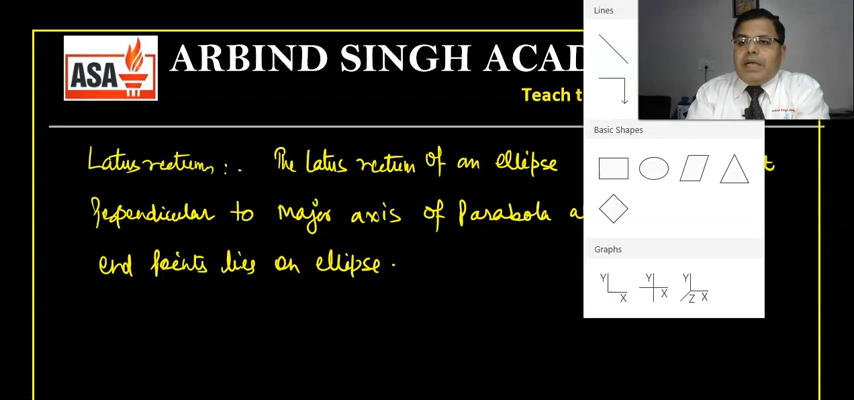 Lines
ASA
ARBIND SINGH ACAD
Teach t
Basic Shapes
Latus rectum :. The latus rectum of an ellipse
Perpendicular to major axis of Parabola a
end points lies on ellipse.
Graphs
Y X Y X Y Z X